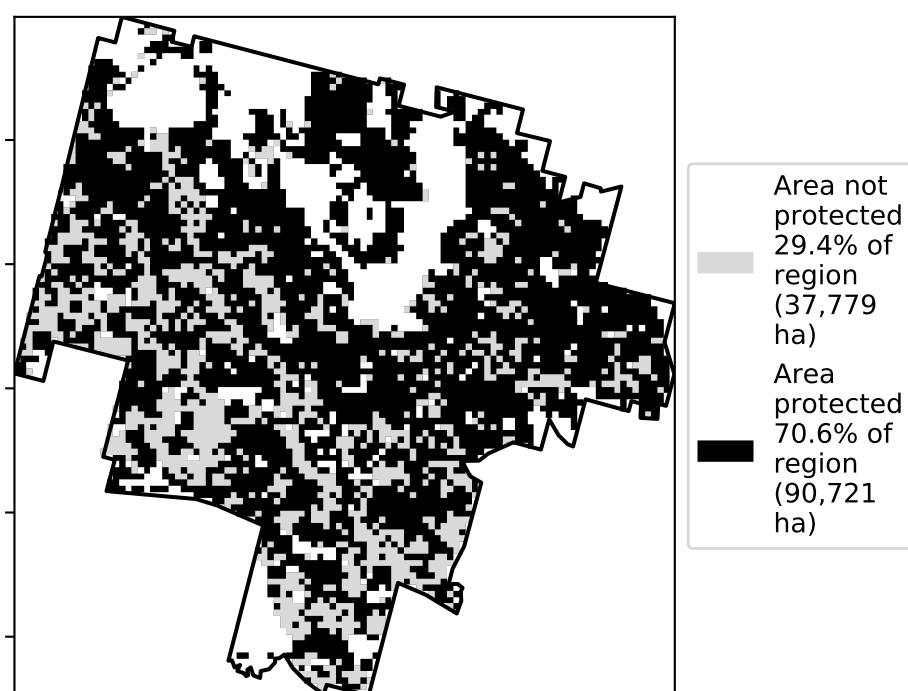 Area not
protected
29.4% of
region
(37,779
ha)
Area
protected
70.6% of
region
(90,721
ha)